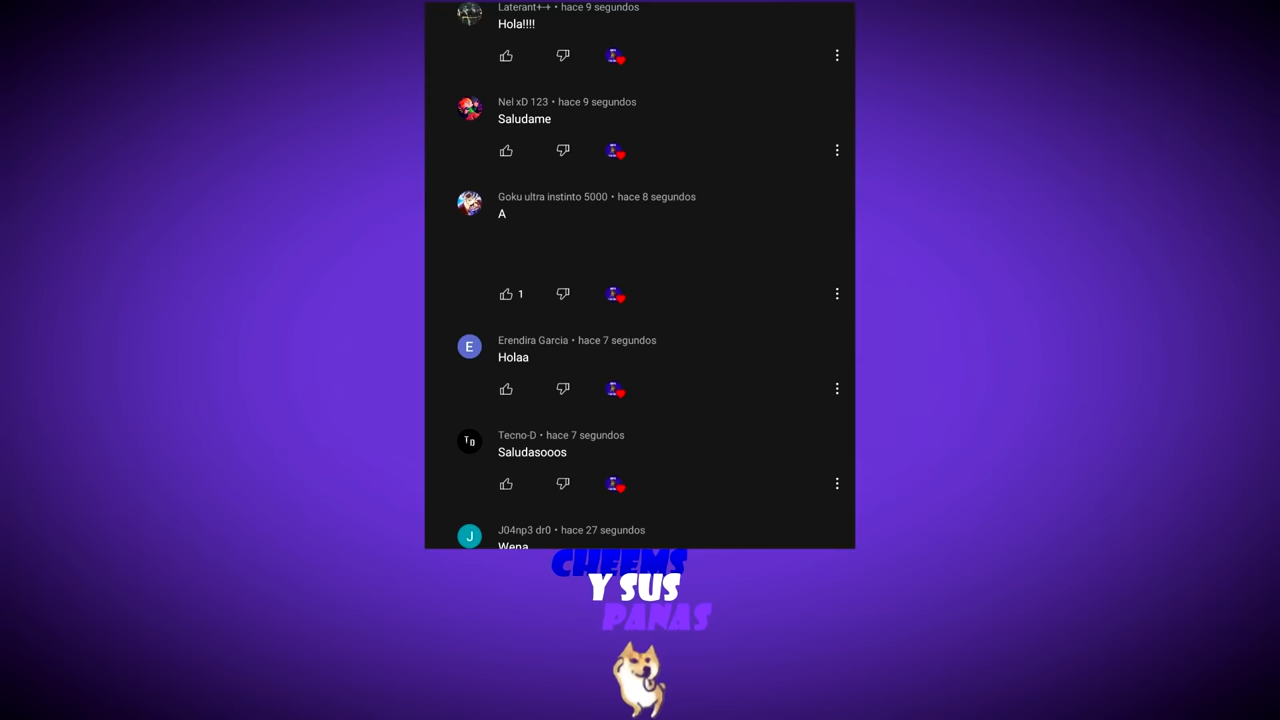 Laterant++ • hace 9 segundos
Hola!!!!
Nel xD 123 • hace 9 segundos
Saludame
Goku ultra instinto 5000 • hace 8 segundos
A
1
E
Erendira Garcia • hace 7 segundos
Holaa
TD
Tecno-D • hace 7 segundos
Saludasooos
J
J04np3 dr0 • hace 27 segundos
Wena
CHEEMS
Y SUS
PANAS